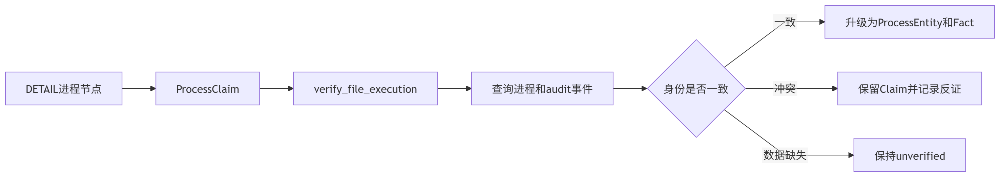 DETAIL进程节点
ProcessClaim
verify_file_execution
查询进程和audit事件
身份是否一致
一致
升级为ProcessEntity和Fact
冲突
保留Claim并记录反证
数据缺失
保持unverified